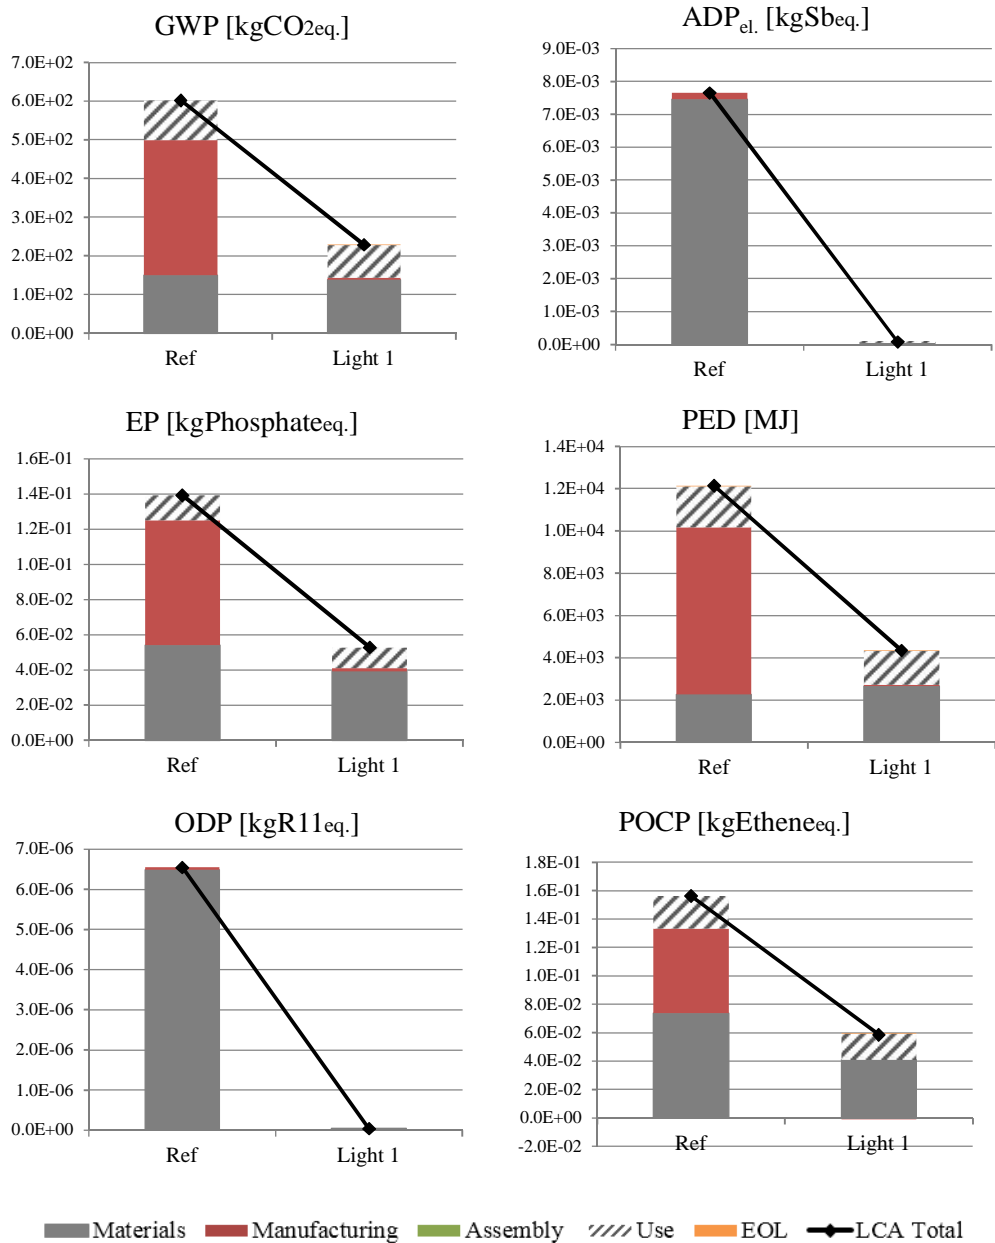 GWP [kgCO2eq.]
7.0E+02
6.0E+02
5.0E+02
4.0E+02
3.0E+02
2.0E+02
1.0E+02
0.0E+00
Ref Light 1
ADPel. [kgSbeq.]
9.0E-03
8.0E-03
7.0E-03
6.0E-03
5.0E-03
4.0E-03
3.0E-03
2.0E-03
1.0E-03
0.0E+00
Ref Light 1
EP [kgPhosphateeq.]
1.6E-01
1.4E-01
1.2E-01
1.0E-01
8.0E-02
6.0E-02
4.0E-02
2.0E-02
0.0E+00
Ref Light 1
PED [MJ]
1.4E+04
1.2E+04
1.0E+04
8.0E+03
6.0E+03
4.0E+03
2.0E+03
0.0E+00
Ref Light 1
ODP [kgR11eq.]
7.0E-06
6.0E-06
5.0E-06
4.0E-06
3.0E-06
2.0E-06
1.0E-06
0.0E+00
Ref Light 1
POCP [kgEtheneeq.]
1.8E-01
1.6E-01
1.4E-01
1.2E-01
1.0E-01
8.0E-02
6.0E-02
4.0E-02
2.0E-02
0.0E+00
-2.0E-02
Ref Light 1
Materials Manufacturing Assembly Use EOL LCA Total